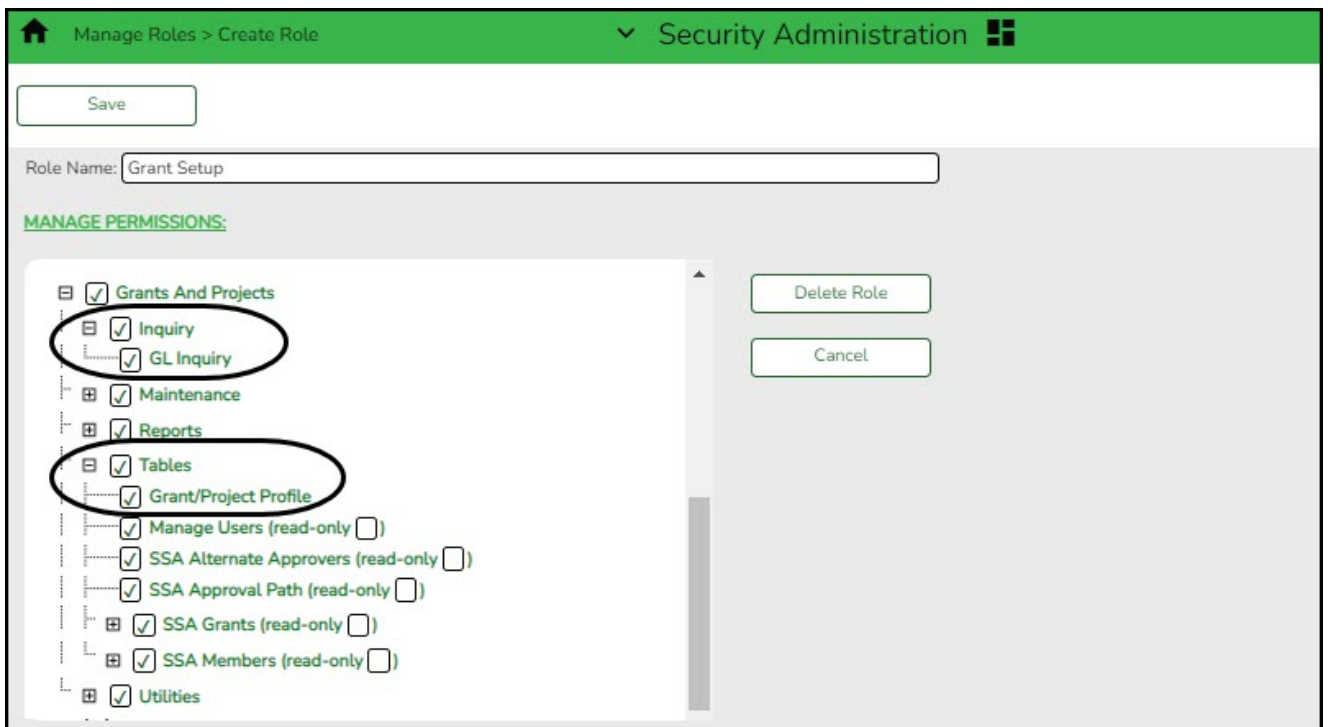 Manage Roles > Create Role
Security Administration
Save
Role Name: Grant Setup
MANAGE PERMISSIONS:
Grants And Projects
Inquiry
GL Inquiry
Maintenance
Reports
Tables
Grant/Project Profile
Manage Users (read-only )
SSA Alternate Approvers (read-only )
SSA Approval Path (read-only )
SSA Grants (read-only )
SSA Members (read-only )
Utilities
Delete Role
Cancel